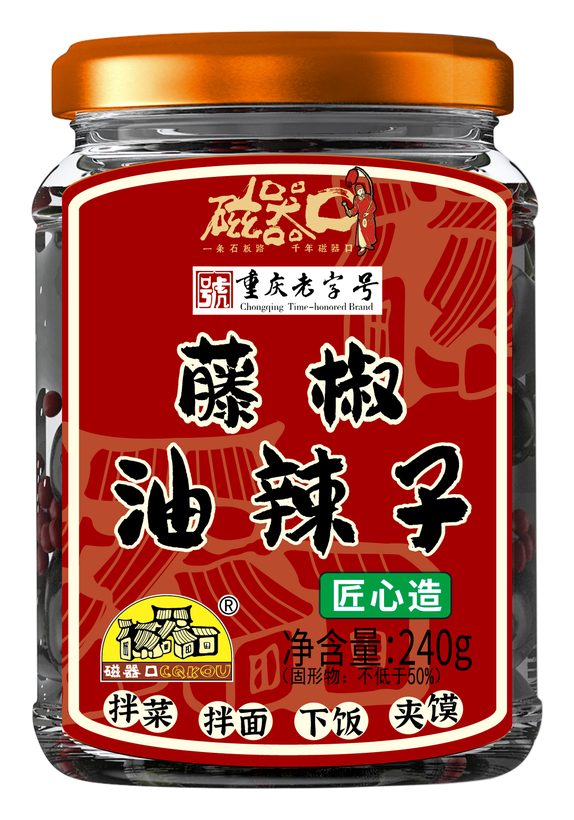 磁器口
一条石板路 千年磁器口
號 重庆老字号
Chongqing Time-honored Brand
藤椒
油辣子
匠心造
®
净含量:240g
(固形物：不低于50%)
磁器口CQKOU
拌菜 拌面 下饭 夹馍